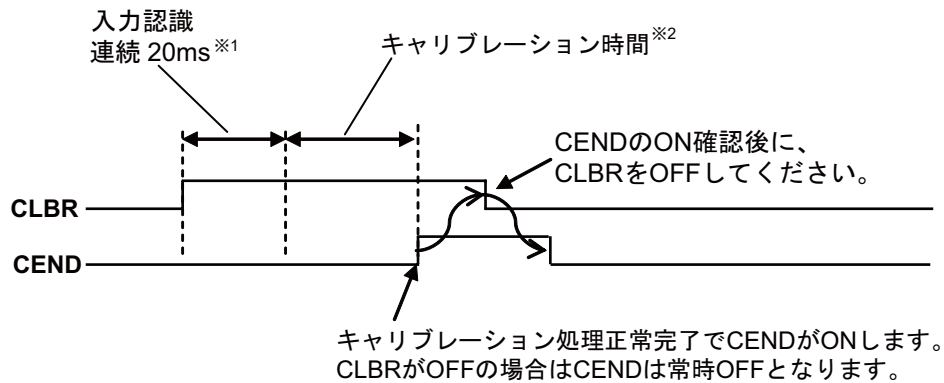 入力認識
連続 20ms※1
キャリブレーション時間※2
CENDのON確認後に、
CLBRをOFFしてください。
CLBR
CEND
キャリブレーション処理正常完了でCENDがONします。
CLBRがOFFの場合はCENDは常時OFFとなります。